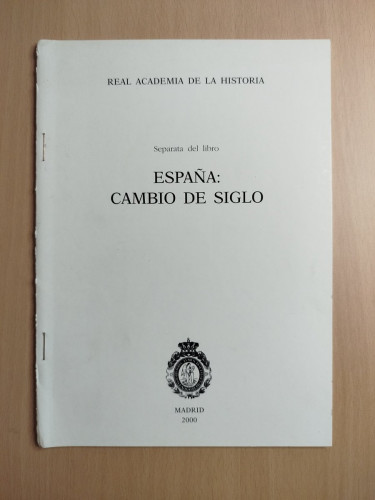 REAL ACADEMIA DE LA HISTORIA
Separata del libro
ESPAÑA:
CAMBIO DE SIGLO
MADRID
2000